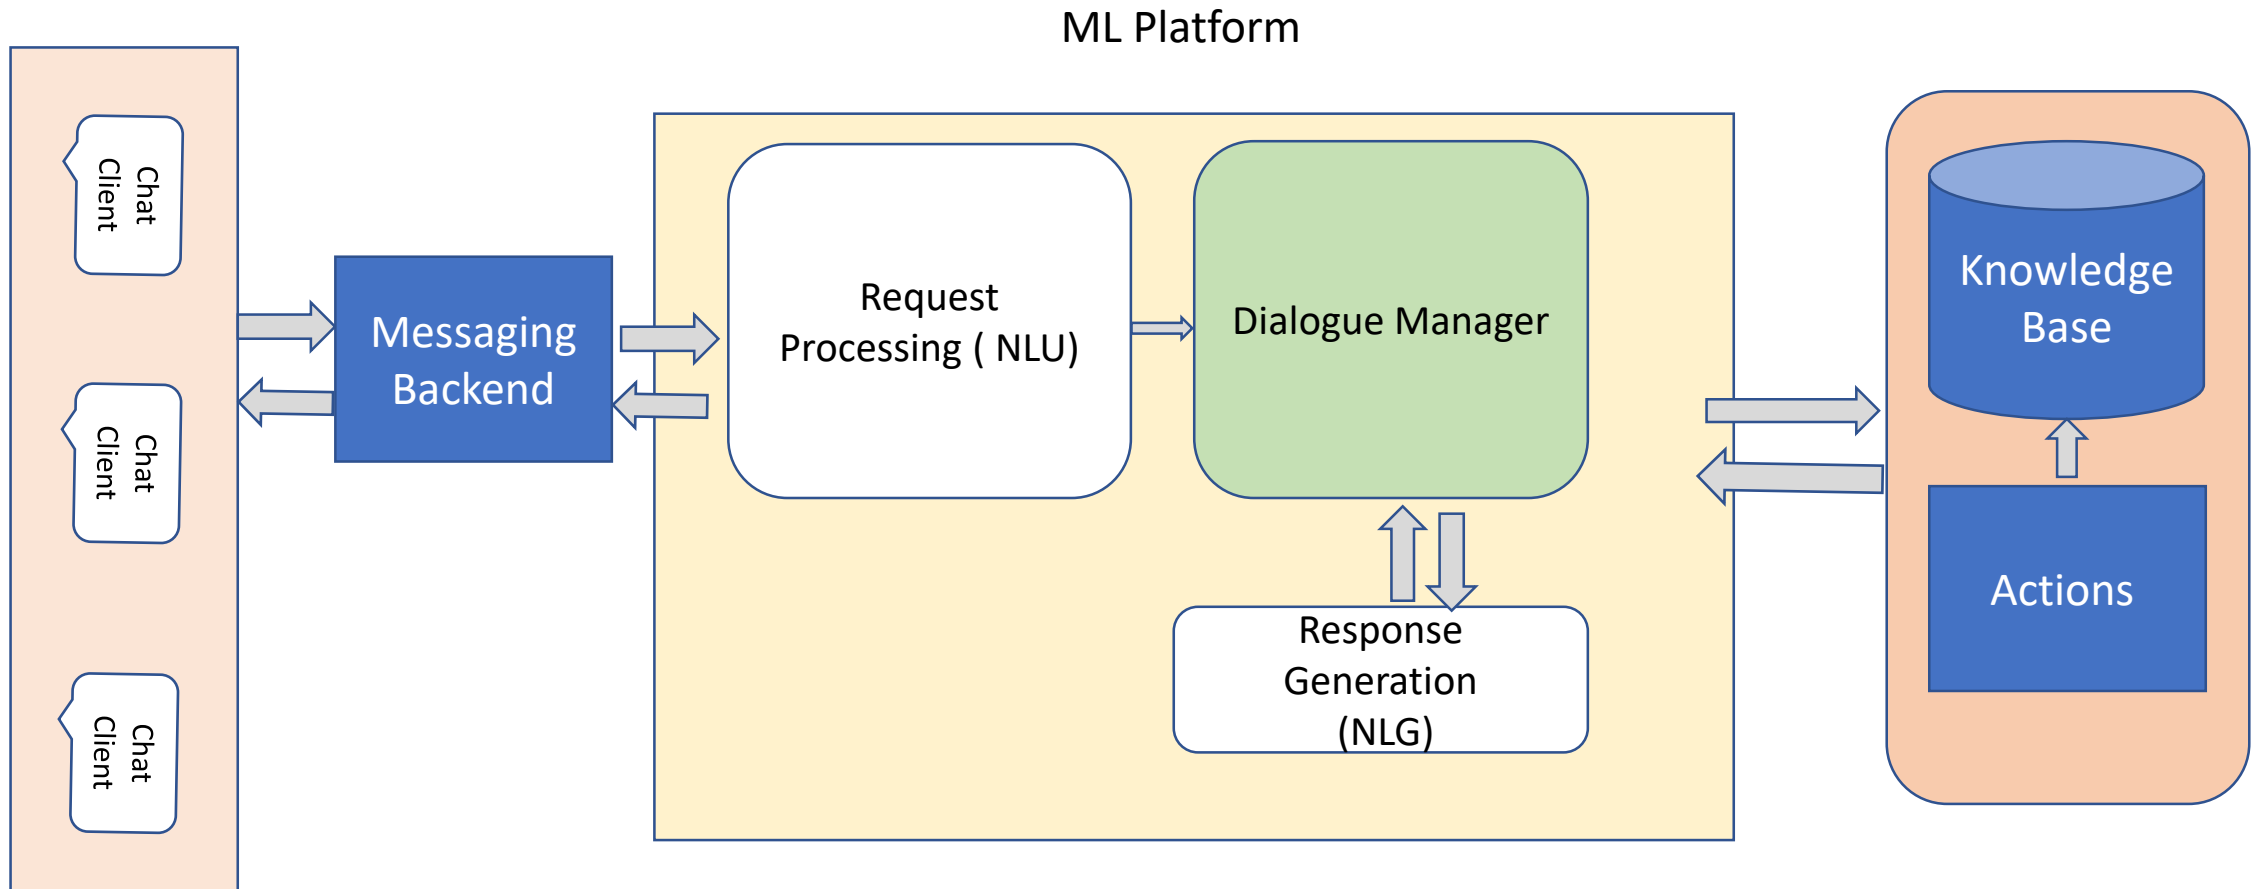 ML Platform
Chat
Client
Chat
Client
Chat
Client
Messaging
Backend
Request
Processing ( NLU)
Dialogue Manager
Response
Generation
(NLG)
Knowledge
Base
Actions